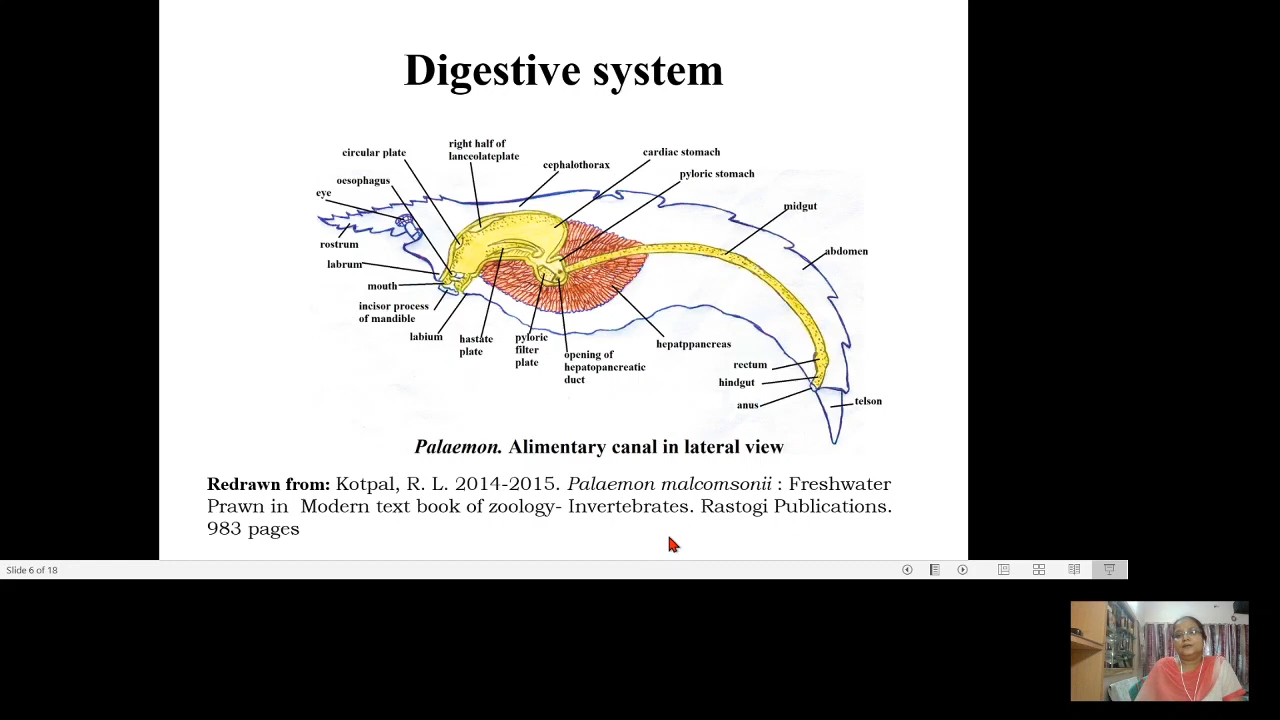 Digestive system
right half of
lanceolateplate
circular plate
cardiac stomach
cephalothorax
pyloric stomach
oesophagus
eye
midgut
rostrum
abdomen
labrum
mouth
incisor process
of mandible
labium
hastate
plate
pyloric
filter
plate
opening of
hepatopancreatic
duct
hepatppancreas
rectum
hindgut
anus
telson
Palaemon. Alimentary canal in lateral view
Redrawn from: Kotpal, R. L. 2014-2015. Palaemon malcomsonii : Freshwater
Prawn in Modern text book of zoology- Invertebrates. Rastogi Publications.
983 pages
Slide 6 of 18